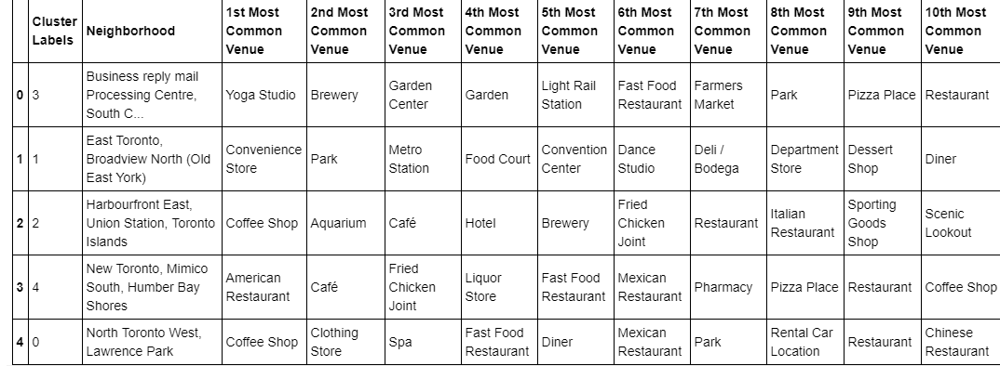 Cluster Labels | Neighborhood | 1st Most Common Venue | 2nd Most Common Venue | 3rd Most Common Venue | 4th Most Common Venue | 5th Most Common Venue | 6th Most Common Venue | 7th Most Common Venue | 8th Most Common Venue | 9th Most Common Venue | 10th Most Common Venue
0 | 3 | Business reply mail Processing Centre, South C... | Yoga Studio | Brewery | Garden Center | Garden | Light Rail Station | Fast Food Restaurant | Farmers Market | Park | Pizza Place | Restaurant
1 | 1 | East Toronto, Broadview North (Old East York) | Convenience Store | Park | Metro Station | Food Court | Convention Center | Dance Studio | Deli / Bodega | Department Store | Dessert Shop | Diner
2 | 2 | Harbourfront East, Union Station, Toronto Islands | Coffee Shop | Aquarium | Café | Hotel | Brewery | Fried Chicken Joint | Restaurant | Italian Restaurant | Sporting Goods Shop | Scenic Lookout
3 | 4 | New Toronto, Mimico South, Humber Bay Shores | American Restaurant | Café | Fried Chicken Joint | Liquor Store | Fast Food Restaurant | Mexican Restaurant | Pharmacy | Pizza Place | Restaurant | Coffee Shop
4 | 0 | North Toronto West, Lawrence Park | Coffee Shop | Clothing Store | Spa | Fast Food Restaurant | Diner | Mexican Restaurant | Park | Rental Car Location | Restaurant | Chinese Restaurant